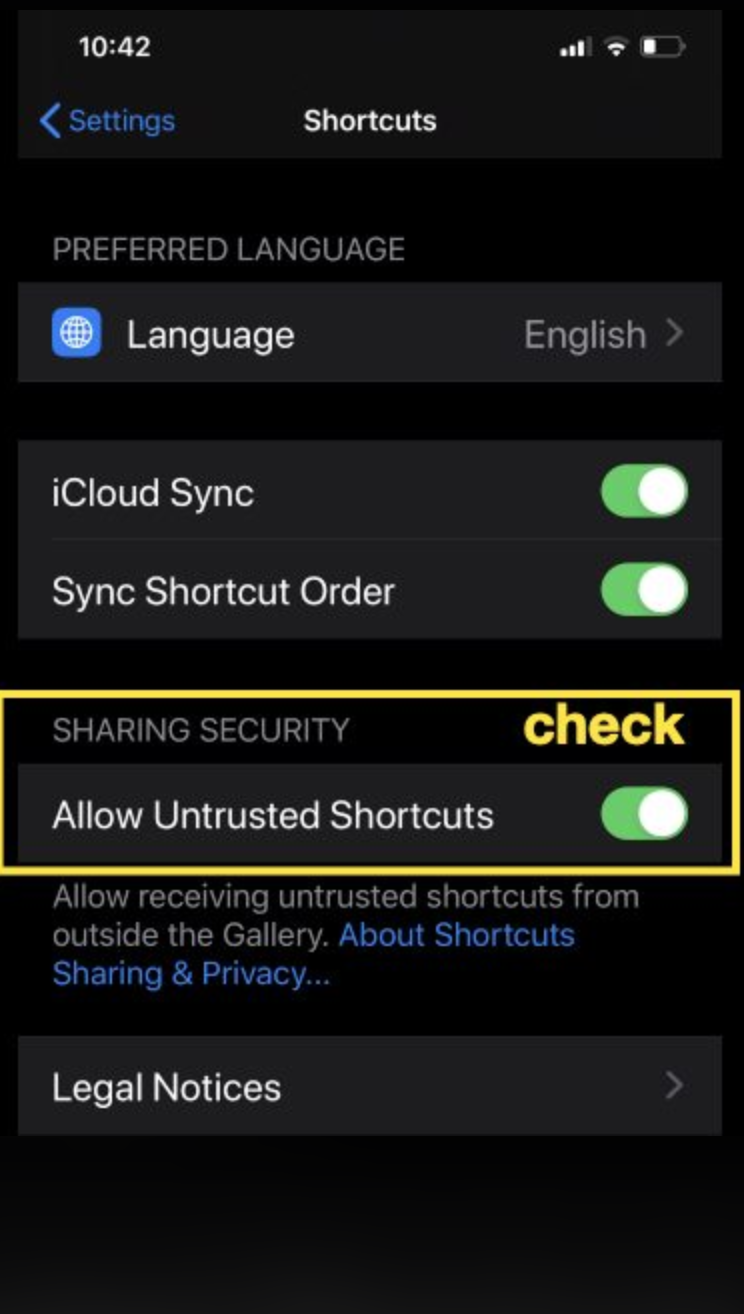 10:42
Settings Shortcuts
PREFERRED LANGUAGE
Language English
iCloud Sync
Sync Shortcut Order
SHARING SECURITY check
Allow Untrusted Shortcuts
Allow receiving untrusted shortcuts from
outside the Gallery. About Shortcuts
Sharing & Privacy...
Legal Notices